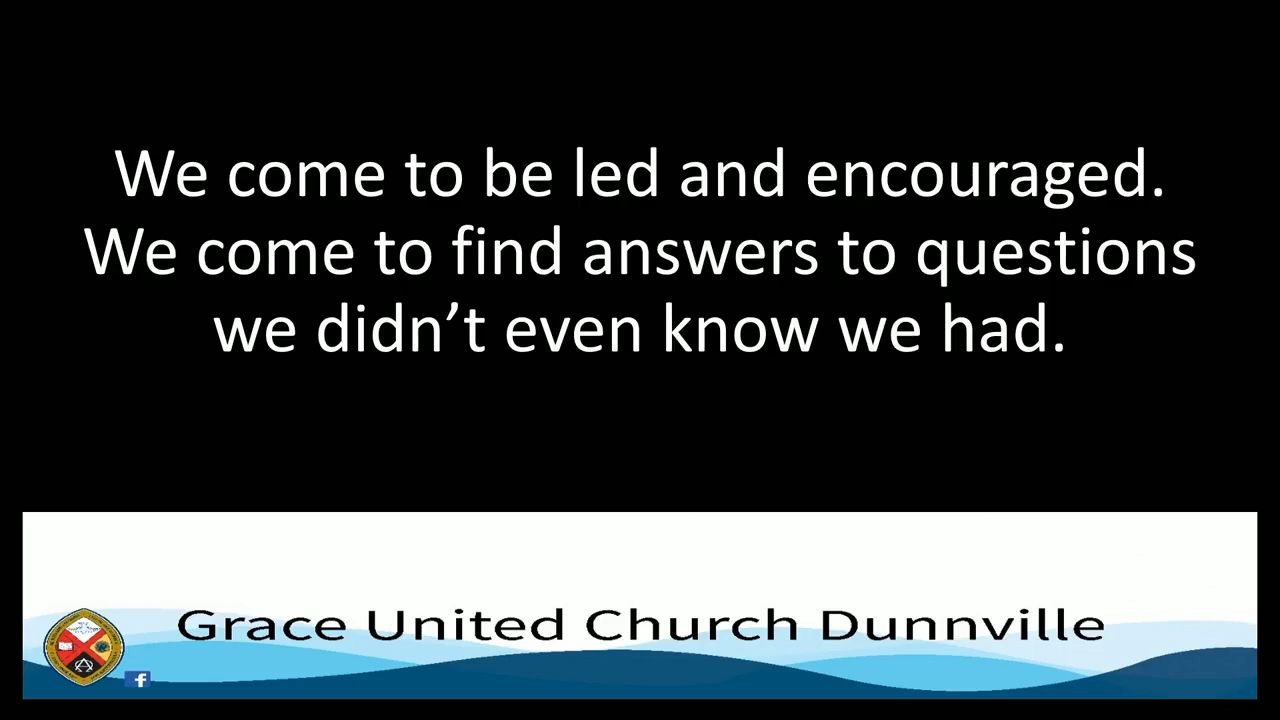 We come to be led and encouraged.
We come to find answers to questions
we didn’t even know we had.
Grace United Church Dunnville
f